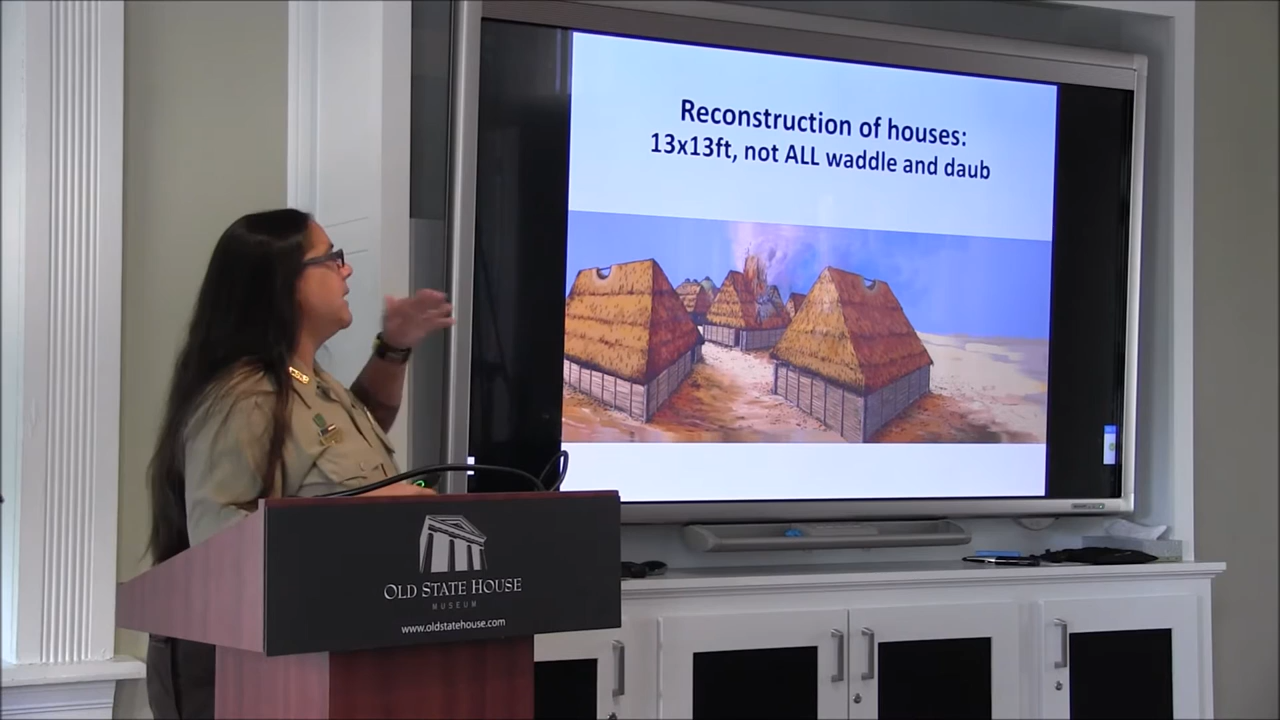 Reconstruction of houses:
13x13ft, not ALL waddle and daub
OLD STATE HOUSE
MUSEUM
www.oldstatehouse.com